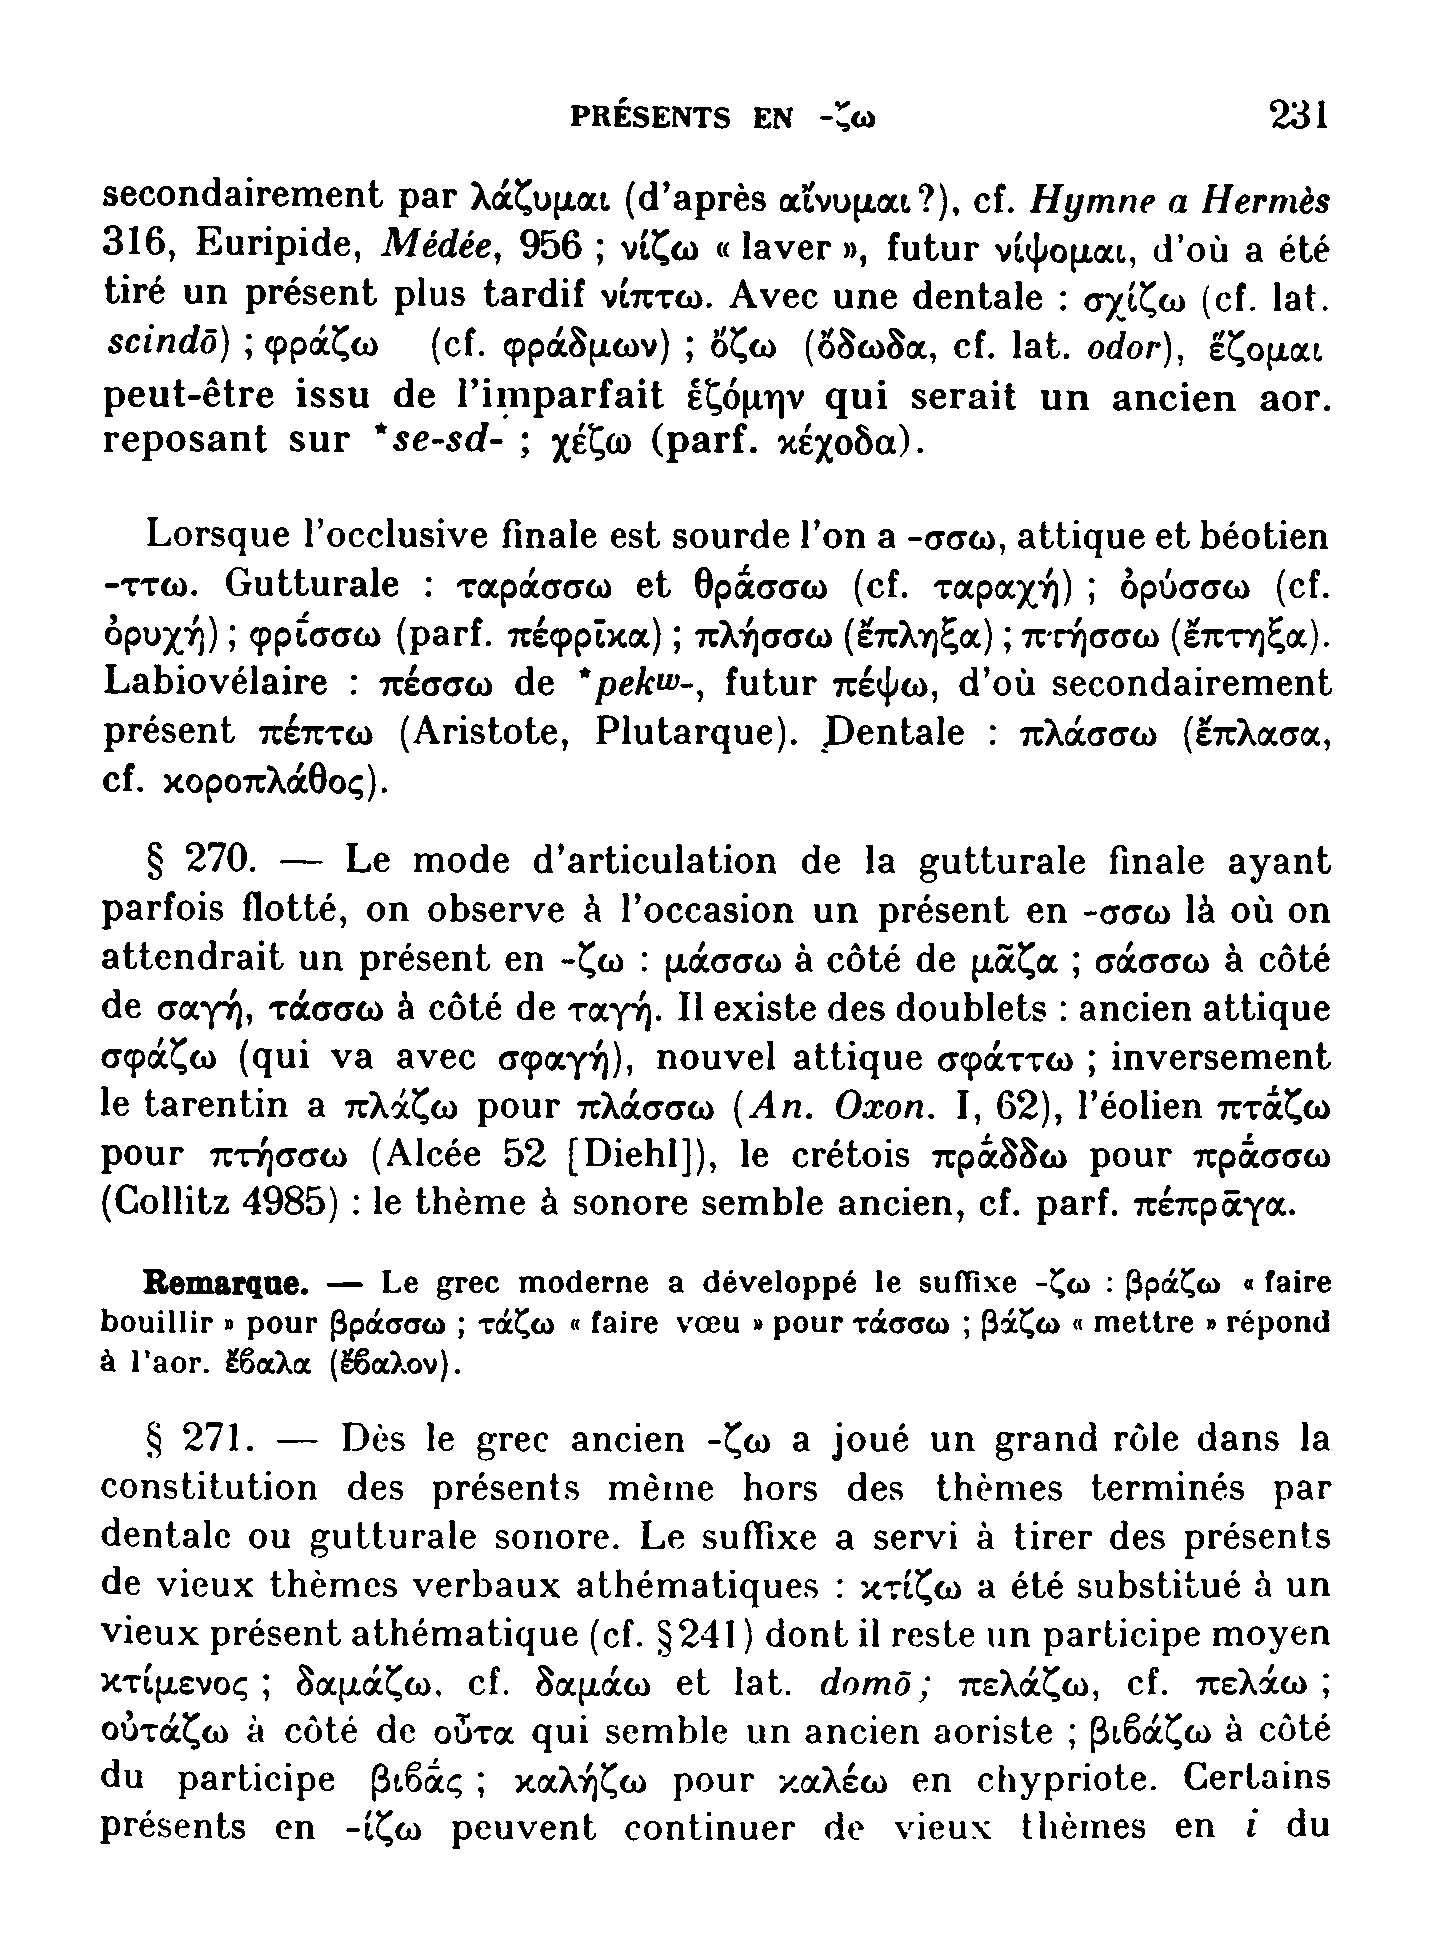 PRÉSENTS EN -ζω 231
secondairement par λάζυμαι (d'après αἴνυμαι?), cf. Hymne a Hermès
316, Euripide, Médée, 956 ; νίζω « laver », futur νίψομαι, d'où a été
tiré un présent plus tardif νίπτω. Avec une dentale : σχίζω (cf. lat.
scindō) ; φράζω (cf. φράδμων) ; ὄζω (ὄδωδα, cf. lat. odor), ἕζομαι
peut-être issu de l'imparfait ἑζόμην qui serait un ancien aor.
reposant sur *se-sd- ; χέζω (parf. κέχοδα).
Lorsque l'occlusive finale est sourde l'on a -σσω, attique et béotien
-ττω. Gutturale : ταράσσω et θρᾱ́σσω (cf. ταραχή) ; ὀρύσσω (cf.
ὀρυχή) ; φρῑ́σσω (parf. πέφρῑκα) ; πλήσσω (ἔπληξα) ; πτήσσω (ἔπτηξα).
Labiovélaire : πέσσω de *pekʷ-, futur πέψω, d'où secondairement
présent πέπτω (Aristote, Plutarque). Dentale : πλάσσω (ἔπλασα,
cf. κοροπλάθος).
§ 270. — Le mode d'articulation de la gutturale finale ayant
parfois flotté, on observe à l'occasion un présent en -σσω là où on
attendrait un présent en -ζω : μάσσω à côté de μᾶζα ; σάσσω à côté
de σαγή, τάσσω à côté de ταγή. Il existe des doublets : ancien attique
σφάζω (qui va avec σφαγή), nouvel attique σφάττω ; inversement
le tarentin a πλάζω pour πλάσσω (An. Oxon. I, 62), l'éolien πτᾱ́ζω
pour πτήσσω (Alcée 52 [Diehl]), le crétois πρᾱ́δδω pour πρᾱ́σσω
(Collitz 4985) : le thème à sonore semble ancien, cf. parf. πέπρᾱγα.
Remarque. — Le grec moderne a développé le suffixe -ζω : βράζω « faire
bouillir » pour βράσσω ; τάζω « faire vœu » pour τάσσω ; βάζω « mettre » répond
à l'aor. ἔϐαλα (ἔϐαλον).
§ 271. — Dès le grec ancien -ζω a joué un grand rôle dans la
constitution des présents même hors des thèmes terminés par
dentale ou gutturale sonore. Le suffixe a servi à tirer des présents
de vieux thèmes verbaux athématiques : κτίζω a été substitué à un
vieux présent athématique (cf. § 241) dont il reste un participe moyen
κτίμενος ; δαμάζω, cf. δαμάω et lat. domō ; πελάζω, cf. πελάω ;
οὐτάζω à côté de οὖτα qui semble un ancien aoriste ; βιϐάζω à côté
du participe βιϐᾱ́ς ; καλήζω pour καλέω en chypriote. Certains
présents en -ίζω peuvent continuer de vieux thèmes en i du